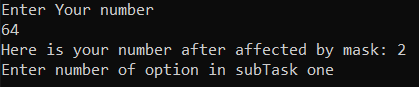 Enter Your number
64
Here is your number after affected by mask: 2
Enter number of option in subTask one